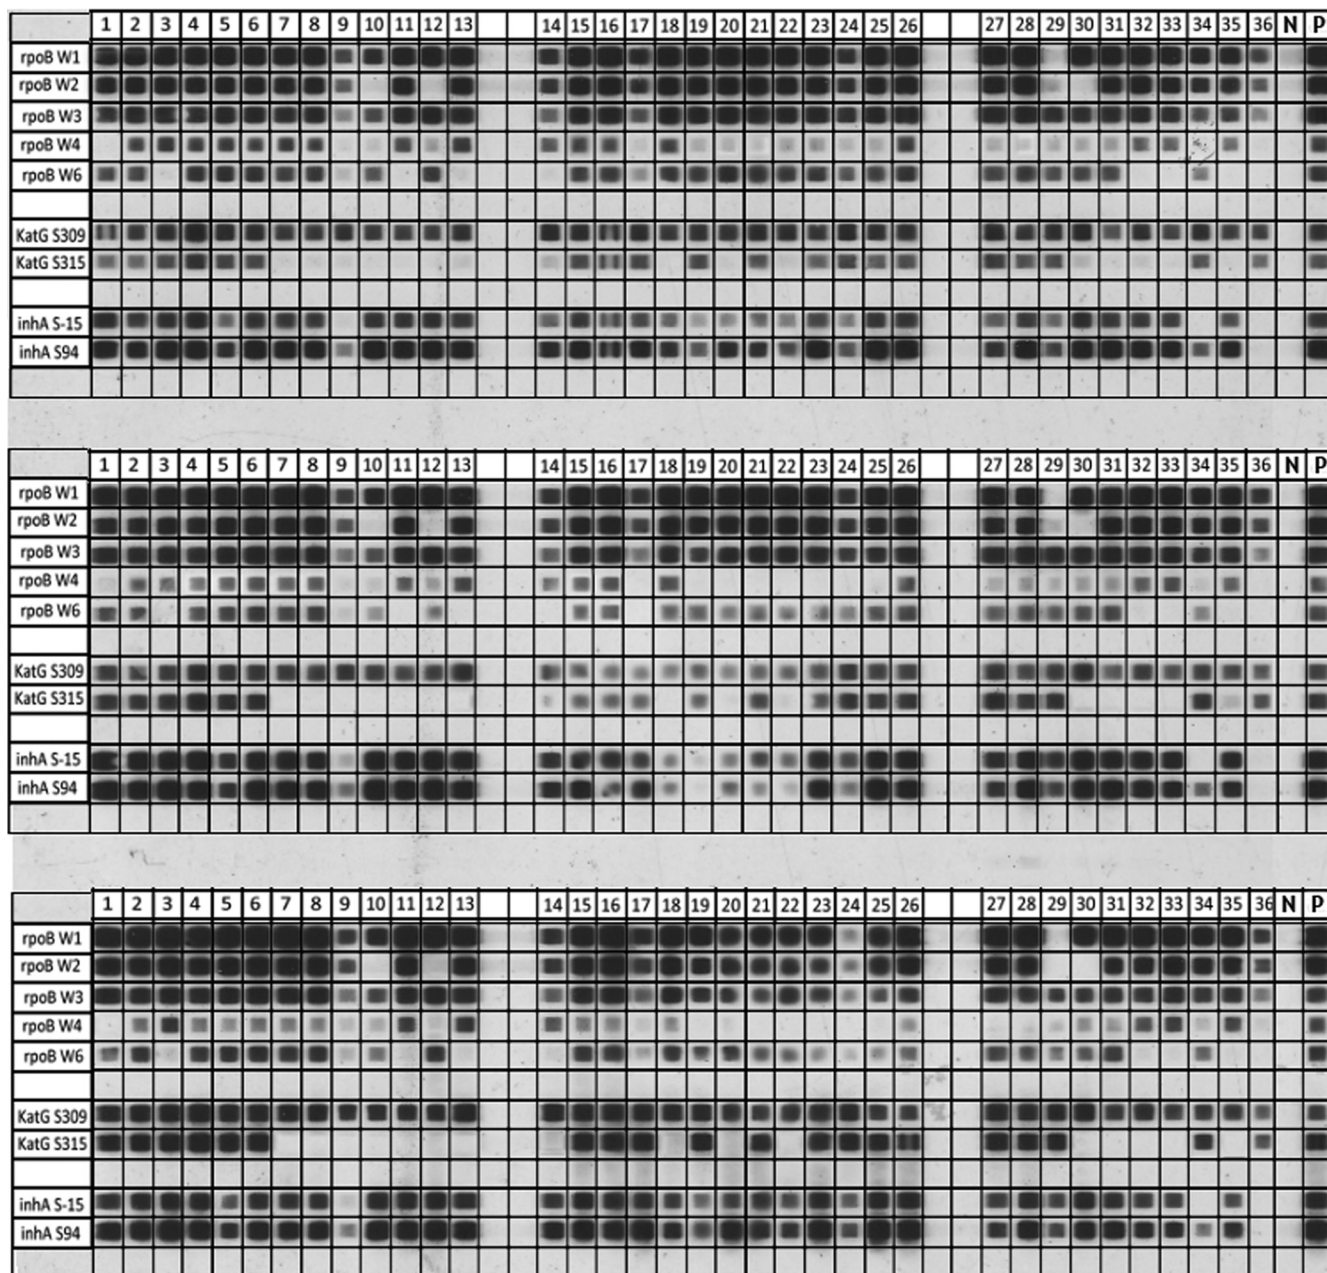 1 2 3 4 5 6 7 8 9 10 11 12 13 14 15 16 17 18 19 20 21 22 23 24 25 26 27 28 29 30 31 32 33 34 35 36 N P
rpoB W1
rpoB W2
rpoB W3
rpoB W4
rpoB W6
KatG S309
KatG S315
inhA S-15
inhA S94
1 2 3 4 5 6 7 8 9 10 11 12 13 14 15 16 17 18 19 20 21 22 23 24 25 26 27 28 29 30 31 32 33 34 35 36 N P
rpoB W1
rpoB W2
rpoB W3
rpoB W4
rpoB W6
KatG S309
KatG S315
inhA S-15
inhA S94
1 2 3 4 5 6 7 8 9 10 11 12 13 14 15 16 17 18 19 20 21 22 23 24 25 26 27 28 29 30 31 32 33 34 35 36 N P
rpoB W1
rpoB W2
rpoB W3
rpoB W4
rpoB W6
KatG S309
KatG S315
inhA S-15
inhA S94